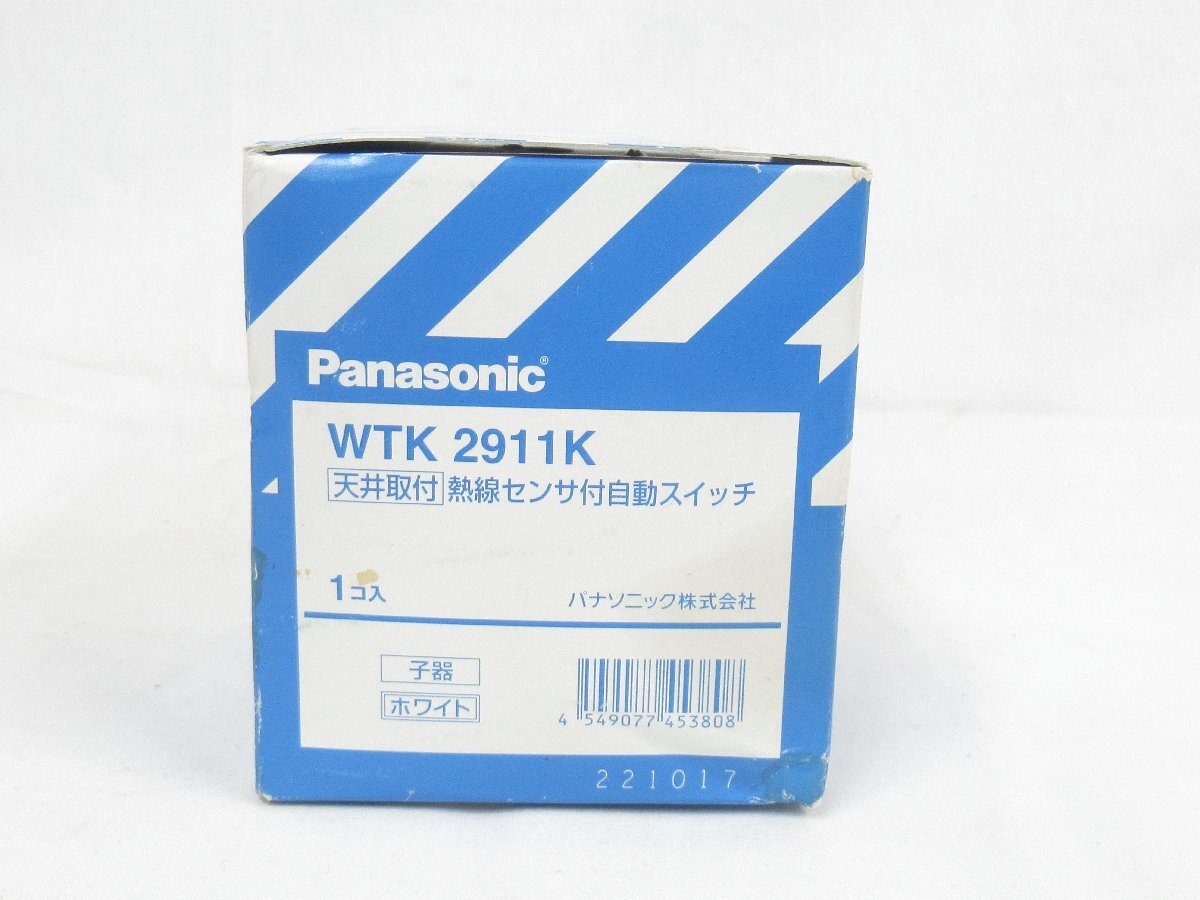 Panasonic®
WTK 2911K
天井取付 熱線センサ付自動スイッチ
1コ入
パナソニック株式会社
子器
ホワイト
4 549077 453808
221017